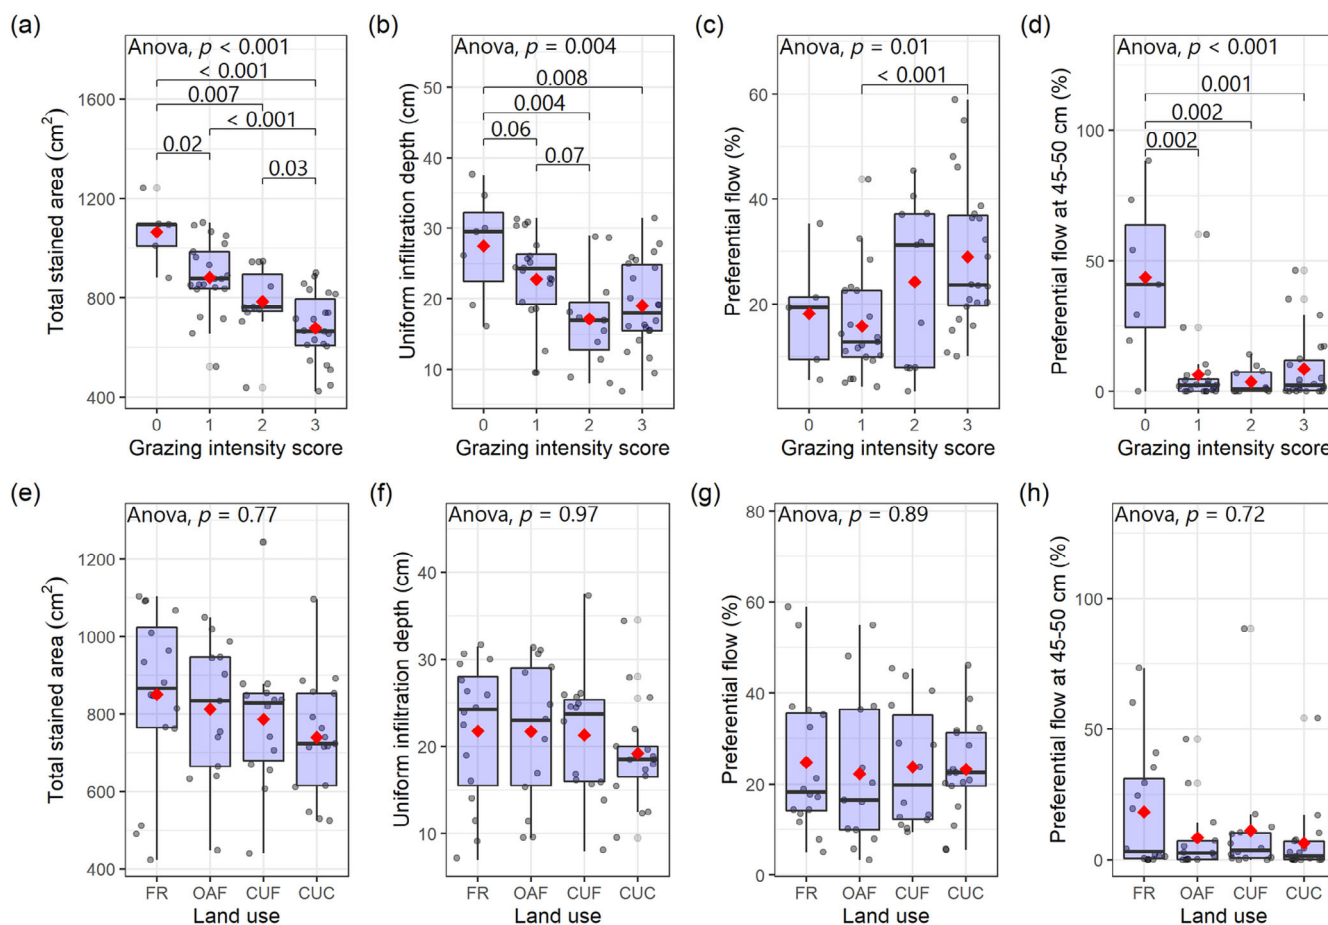 (a)
Anova, p < 0.001
< 0.001
0.007
< 0.001
0.02
0.03
1600
1200
800
400
Total stained area (cm²)
0 1 2 3
Grazing intensity score
(b)
Anova, p = 0.004
0.008
0.004
0.06
0.07
50
40
30
20
10
Uniform infiltration depth (cm)
0 1 2 3
Grazing intensity score
(c)
Anova, p = 0.01
< 0.001
60
40
20
Preferential flow (%)
0 1 2 3
Grazing intensity score
(d)
Anova, p < 0.001
0.001
0.002
0.002
100
50
0
Preferential flow at 45-50 cm (%)
0 1 2 3
Grazing intensity score
(e)
Anova, p = 0.77
1200
1000
800
600
400
Total stained area (cm²)
FR OAF CUF CUC
Land use
(f)
Anova, p = 0.97
40
30
20
10
Uniform infiltration depth (cm)
FR OAF CUF CUC
Land use
(g)
Anova, p = 0.89
80
60
40
20
0
Preferential flow (%)
FR OAF CUF CUC
Land use
(h)
Anova, p = 0.72
100
50
0
Preferential flow at 45-50 cm (%)
FR OAF CUF CUC
Land use